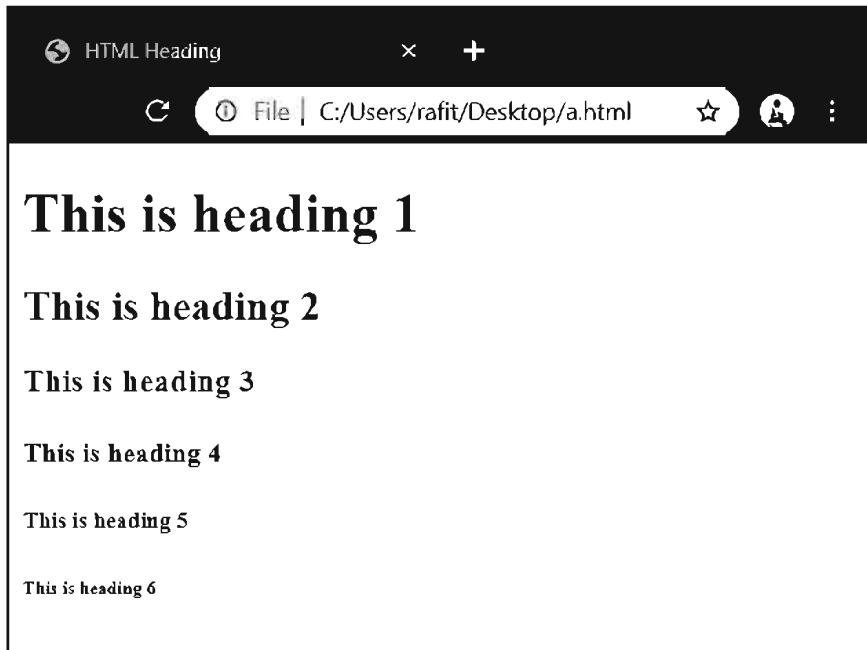 HTML Heading
File | C:/Users/rafit/Desktop/a.html
This is heading 1
This is heading 2
This is heading 3
This is heading 4
This is heading 5
This is heading 6